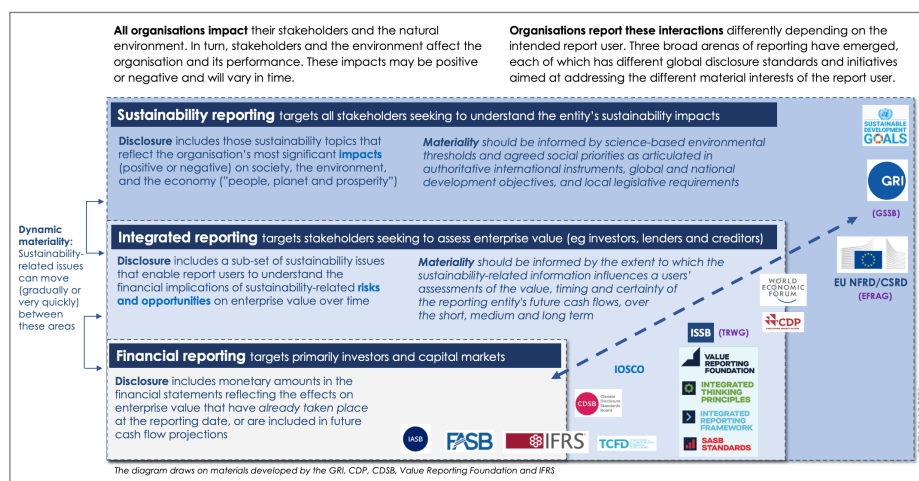 All organisations impact their stakeholders and the natural
environment. In turn, stakeholders and the environment affect the
organisation and its performance. These impacts may be positive
or negative and will vary in time.
Organisations report these interactions differently depending on the
intended report user. Three broad arenas of reporting have emerged,
each of which has different global disclosure standards and initiatives
aimed at addressing the different material interests of the report user.
Sustainability reporting targets all stakeholders seeking to understand the entity's sustainability impacts
Disclosure includes those sustainability topics that
reflect the organisation's most significant impacts
(positive or negative) on society, the environment,
and the economy ("people, planet and prosperity")
Materiality should be informed by science-based environmental
thresholds and agreed social priorities as articulated in
authoritative international instruments, global and national
development objectives, and local legislative requirements
SUSTAINABLE
DEVELOPMENT
GOALS
GRI
(GSSB)
Dynamic
materiality:
Sustainability-
related issues
can move
(gradually or
very quickly)
between
these areas
Integrated reporting targets stakeholders seeking to assess enterprise value (eg investors, lenders and creditors)
Disclosure includes a sub-set of sustainability issues
that enable report users to understand the
financial implications of sustainability-related risks
and opportunities on enterprise value over time
Materiality should be informed by the extent to which the
sustainability-related information influences a users'
assessments of the value, timing and certainty of
the reporting entity's future cash flows, over
the short, medium and long term
WORLD
ECONOMIC
FORUM
EU NFRD/CSRD
(EFRAG)
CDP
ISSB (TRWG)
Financial reporting targets primarily investors and capital markets
Disclosure includes monetary amounts in the
financial statements reflecting the effects on
enterprise value that have already taken place
at the reporting date, or are included in future
cash flow projections
IOSCO
CDSB
Climate
Disclosure
Standards
Board
VALUE
REPORTING
FOUNDATION
INTEGRATED
THINKING
PRINCIPLES
INTEGRATED
REPORTING
FRAMEWORK
SASB
STANDARDS
IASB
FASB
IFRS
TCFD
The diagram draws on materials developed by the GRI, CDP, CDSB, Value Reporting Foundation and IFRS